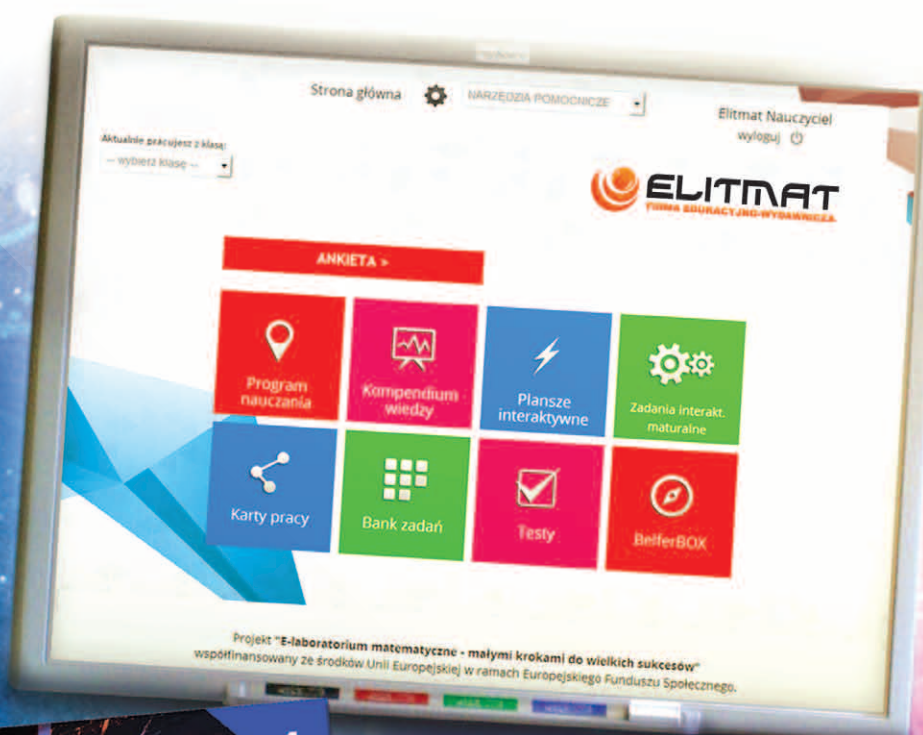 Strona główna
NARZĘDZIA POMOCNICZE
Elitmat Nauczyciel
wyloguj
Aktualnie pracujesz z klasą:
-- wybierz klasę --
ELITMAT
FIRMA EDUKACYJNO-WYDAWNICZA
ANKIETA >
Program
nauczania
Kompendium
wiedzy
Plansze
interaktywne
Zadania interakt.
maturalne
Karty pracy
Bank zadań
Testy
BelferBOX
Projekt "E-laboratorium matematyczne - małymi krokami do wielkich sukcesów"
współfinansowany ze środków Unii Europejskiej w ramach Europejskiego Funduszu Społecznego.